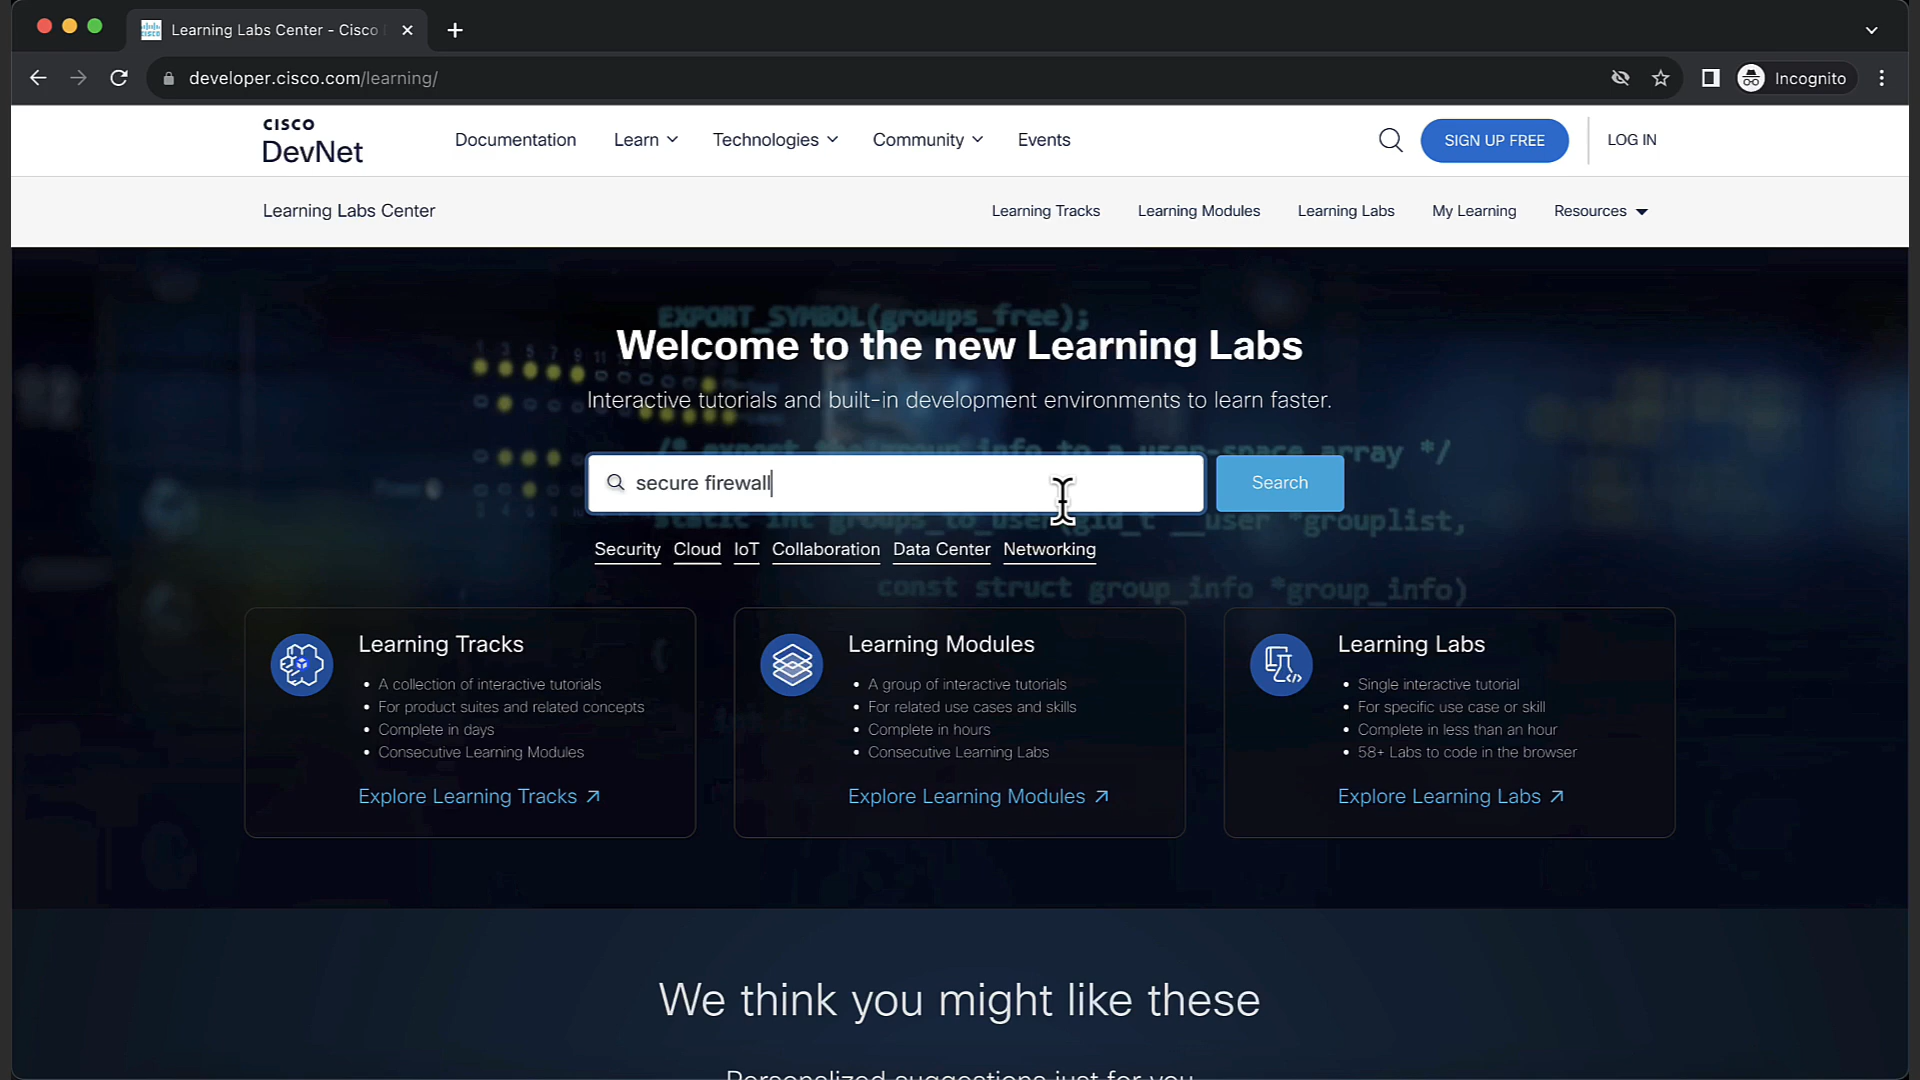 Learning Labs Center - Cisco
developer.cisco.com/learning/
Incognito
CISCO
DevNet
Documentation
Learn
Technologies
Community
Events
SIGN UP FREE
LOG IN
Learning Labs Center
Learning Tracks
Learning Modules
Learning Labs
My Learning
Resources
EXPORT_SYMBOL(groups_free);
Welcome to the new Learning Labs
Interactive tutorials and built-in development environments to learn faster.
secure firewall
Search
Security Cloud IoT Collaboration Data Center Networking
const struct group_info *group_info)
Learning Tracks
• A collection of interactive tutorials
• For product suites and related concepts
• Complete in days
• Consecutive Learning Modules
Explore Learning Tracks ↗
Learning Modules
• A group of interactive tutorials
• For related use cases and skills
• Complete in hours
• Consecutive Learning Labs
Explore Learning Modules ↗
Learning Labs
• Single interactive tutorial
• For specific use case or skill
• Complete in less than an hour
• 58+ Labs to code in the browser
Explore Learning Labs ↗
We think you might like these
Personalized suggestions just for you